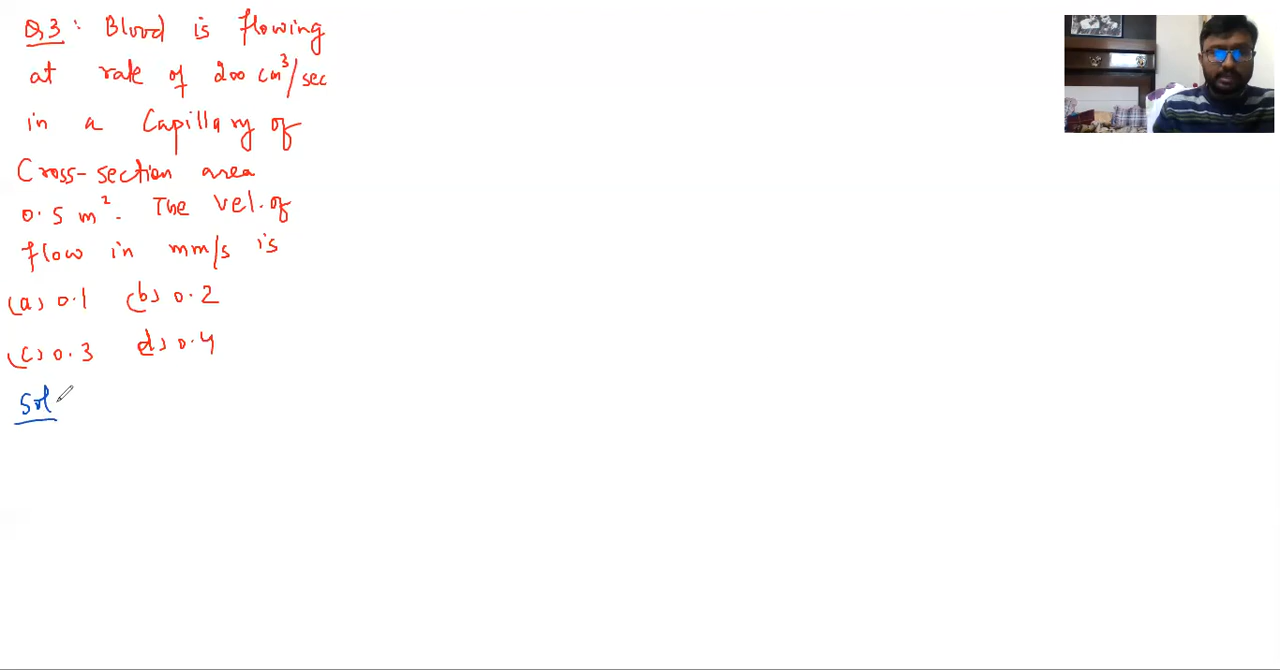 Q3: Blood is flowing
at rate of 200 cm³/sec
in a Capillary of
Cross-section area
0.5 m². The vel. of
flow in mm/s is
(a) 0.1 (b) 0.2
(c) 0.3 (d) 0.4
Sol